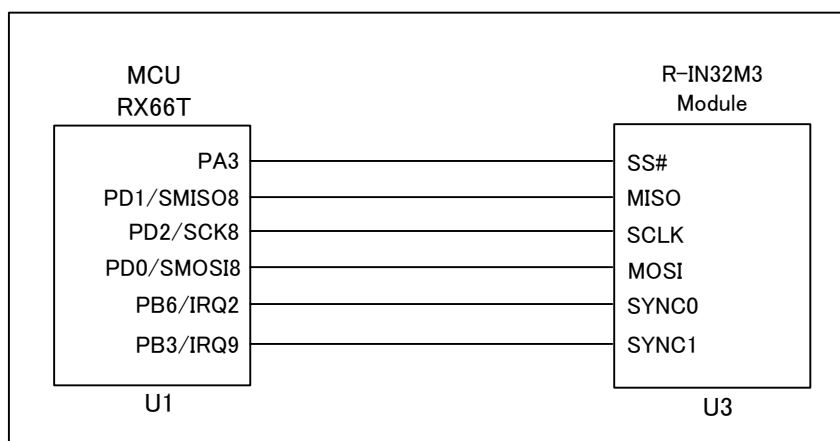 MCU
RX66T
PA3
PD1/SMISO8
PD2/SCK8
PD0/SMOSI8
PB6/IRQ2
PB3/IRQ9
U1
R-IN32M3
Module
SS#
MISO
SCLK
MOSI
SYNC0
SYNC1
U3